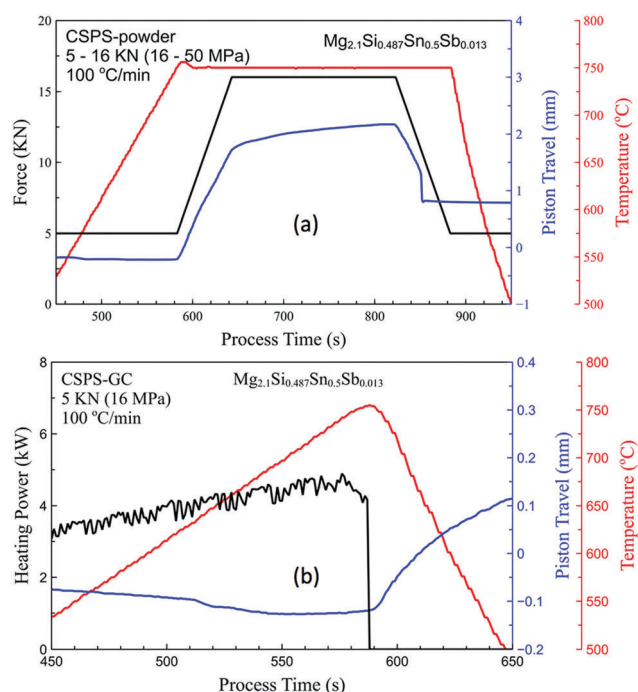 CSPS-powder
5 - 16 KN (16 - 50 MPa)
100 °C/min
Mg2.1Si0.487Sn0.5Sb0.013
20
15
10
5
0
Force (KN)
500
600
700
800
900
Process Time (s)
4
3
2
1
0
-1
Piston Travel (mm)
800
750
700
650
600
550
500
Temperature (°C)
(a)
CSPS-GC
5 KN (16 MPa)
100 °C/min
Mg2.1Si0.487Sn0.5Sb0.013
8
6
4
2
0
Heating Power (kW)
450
500
550
600
650
Process Time (s)
0.4
0.3
0.2
0.1
0
-0.1
-0.2
Piston Travel (mm)
800
750
700
650
600
550
500
Temperature (°C)
(b)